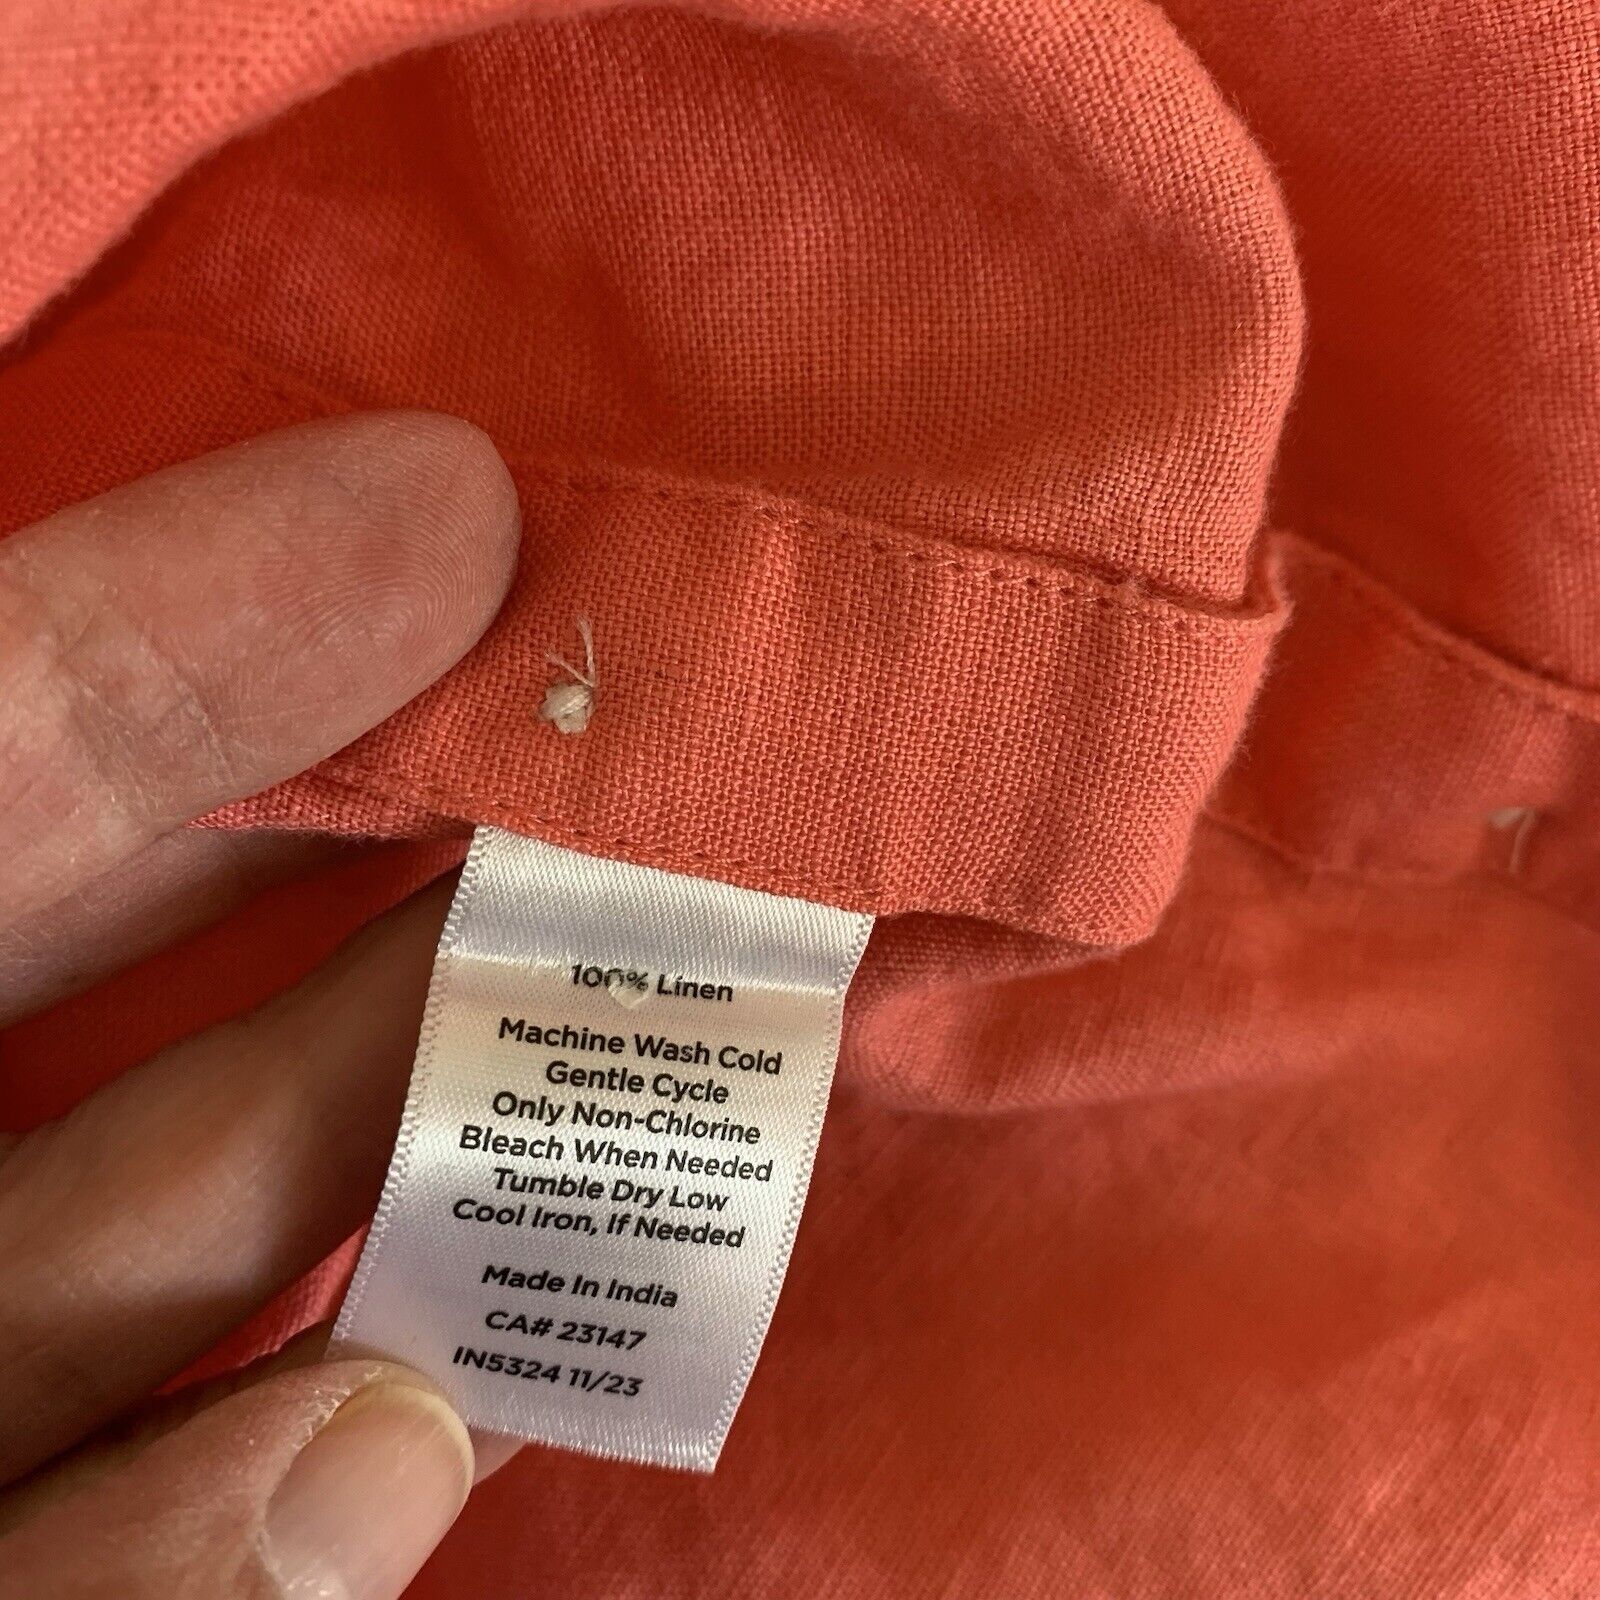 100% Linen
Machine Wash Cold
Gentle Cycle
Only Non-Chlorine
Bleach When Needed
Tumble Dry Low
Cool Iron, If Needed
Made In India
CA# 23147
IN5324 11/23